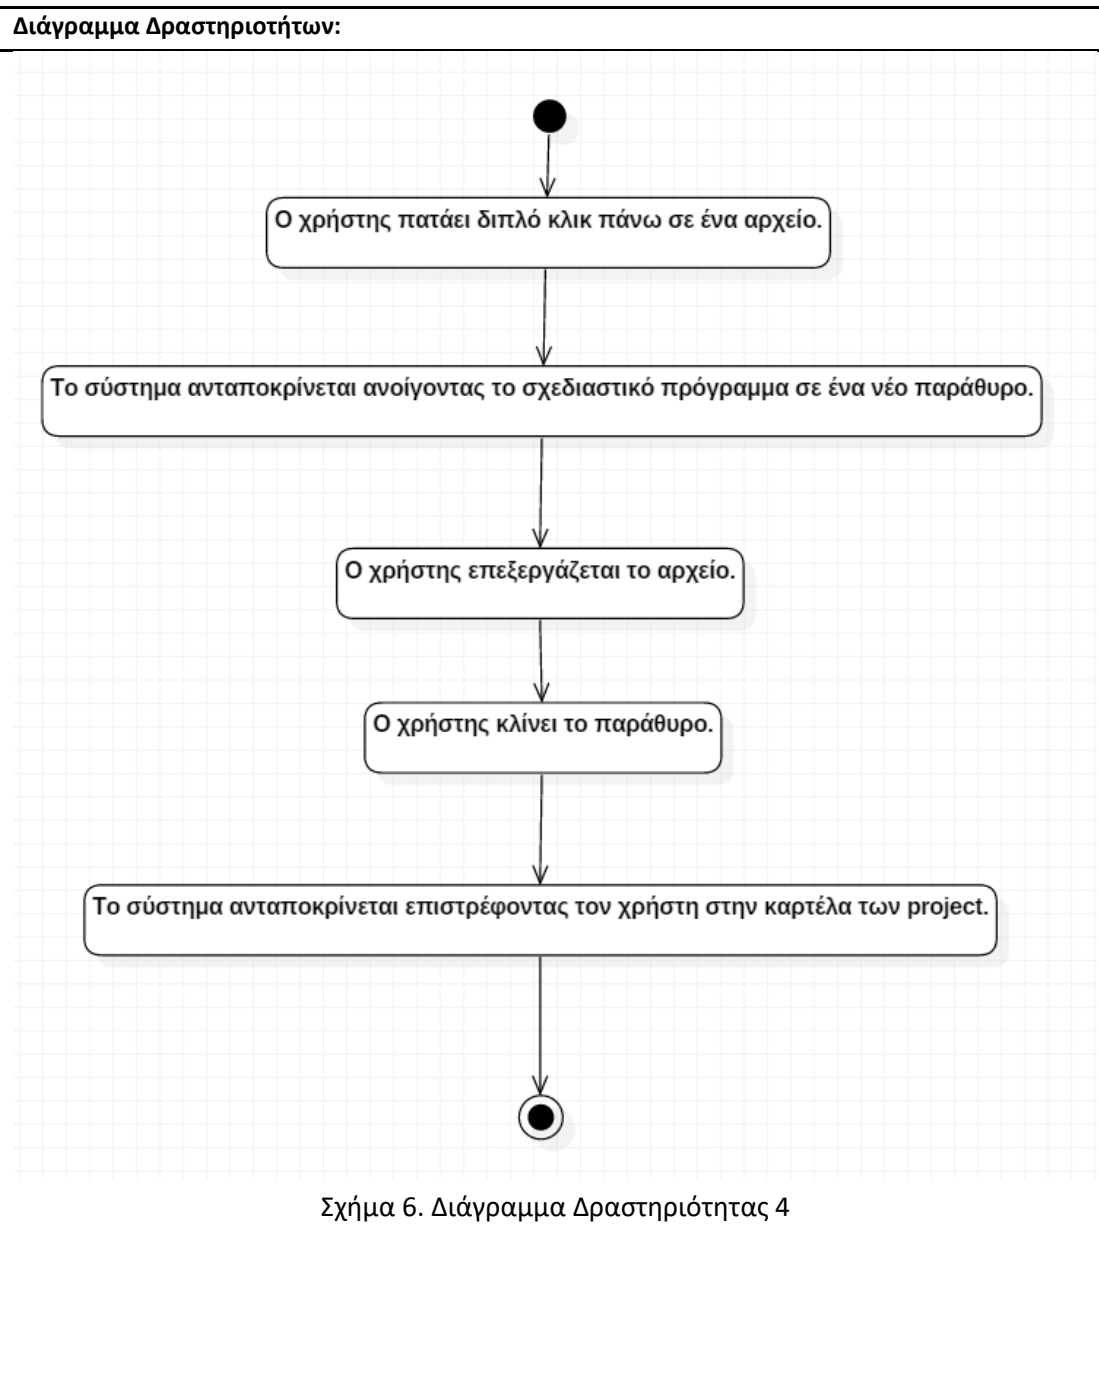 Διάγραμμα Δραστηριοτήτων:
Ο χρήστης πατάει διπλό κλικ πάνω σε ένα αρχείο.
Το σύστημα ανταποκρίνεται ανοίγοντας το σχεδιαστικό πρόγραμμα σε ένα νέο παράθυρο.
Ο χρήστης επεξεργάζεται το αρχείο.
Ο χρήστης κλίνει το παράθυρο.
Το σύστημα ανταποκρίνεται επιστρέφοντας τον χρήστη στην καρτέλα των project.
Σχήμα 6. Διάγραμμα Δραστηριότητας 4